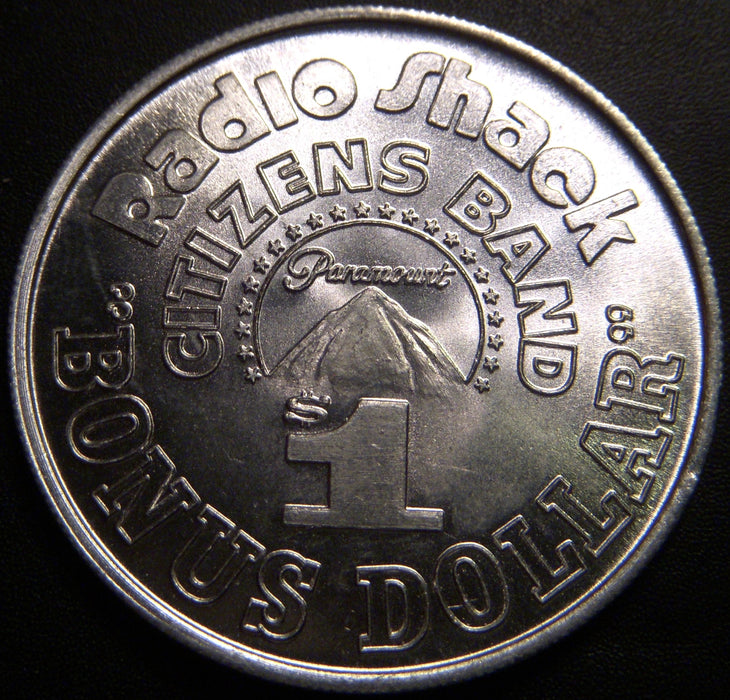 Radio Shack
CITIZENS BAND
Paramount
$1
"BONUS DOLLAR"